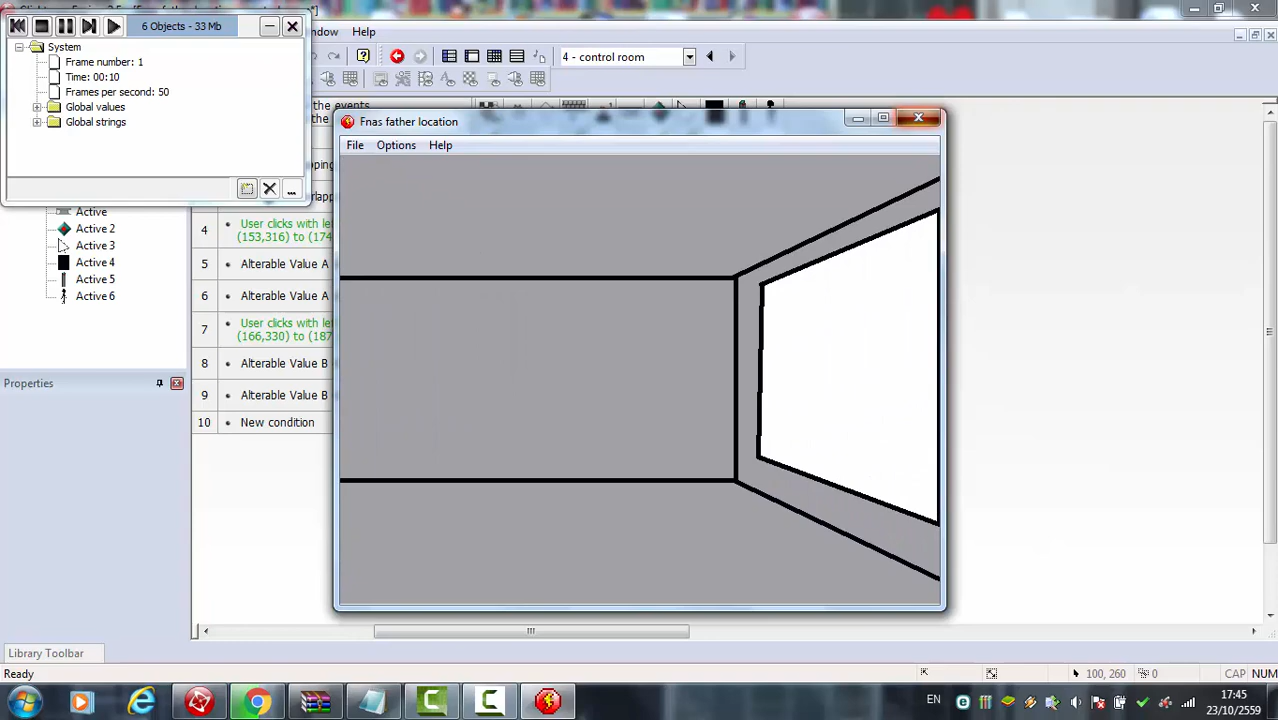 6 Objects - 33 Mb
System
Frame number: 1
Time: 00:10
Frames per second: 50
Global values
Global strings
Help
4 - control room
Active
Active 2
Active 3
Active 4
Active 5
Active 6
Properties
Library Toolbar
Ready
4
User clicks with le
(153,316) to (174
5
Alterable Value A
6
Alterable Value A
7
User clicks with le
(166,330) to (187
8
Alterable Value B
9
Alterable Value B
10
New condition
Fnas father location
File Options Help
100, 260
0
CAP NUM
EN
17:45
23/10/2559